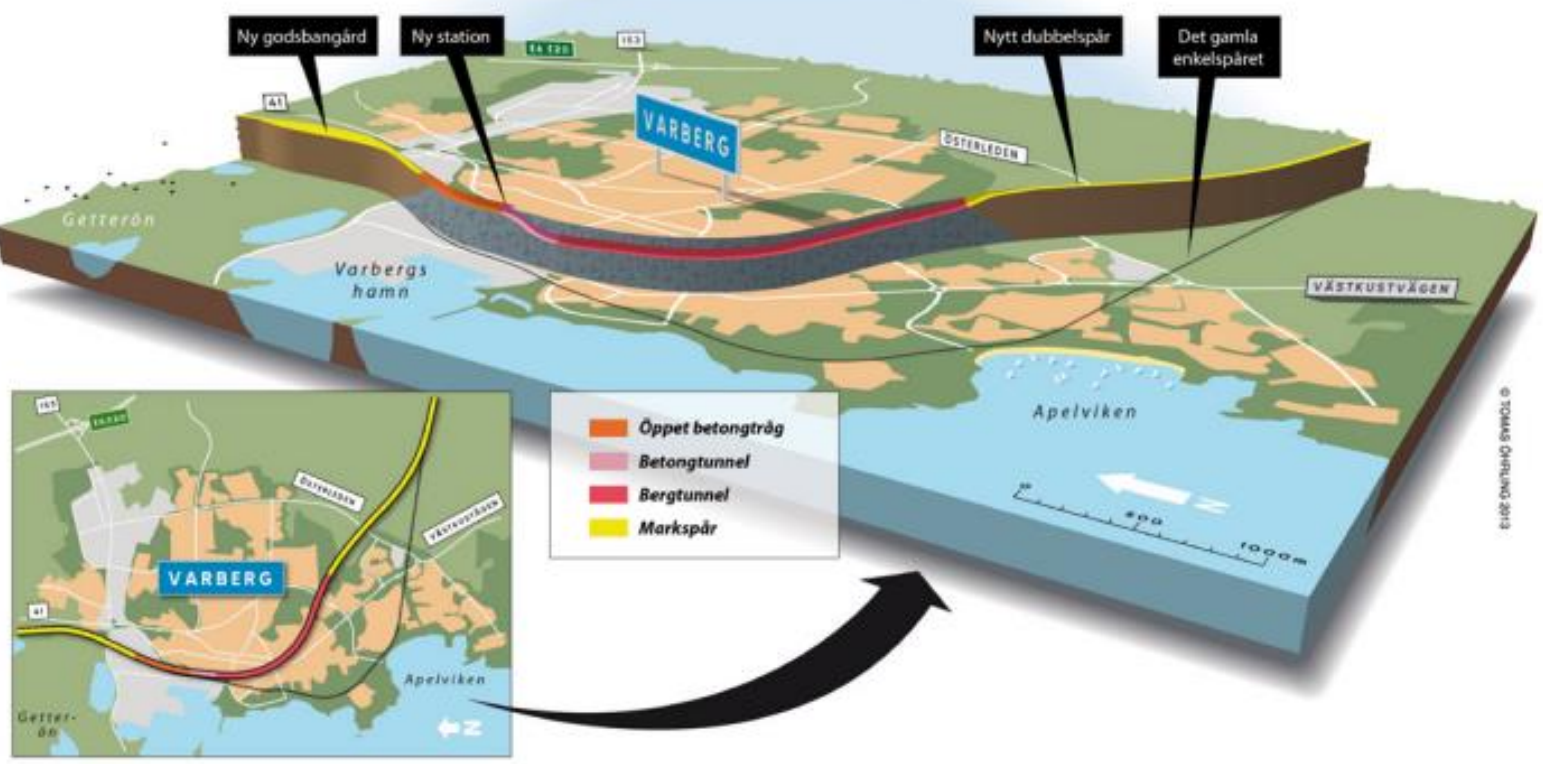 Ny godsbangård
Ny station
Nytt dubbelspår
Det gamla
enkelspåret
E6 E20
153
41
VARBERG
ÖSTERLEDEN
Getterön
Varbergs
hamn
VÄSTKUSTVÄGEN
Apelviken
N
0
500
1000m
© TOMAS ÖHRLING 2013
Öppet betongtråg
Betongtunnel
Bergtunnel
Markspår
153
E6 E20
ÖSTERLEDEN
VÄSTKUSTVÄGEN
VARBERG
41
Apelviken
Getter-
ön
N